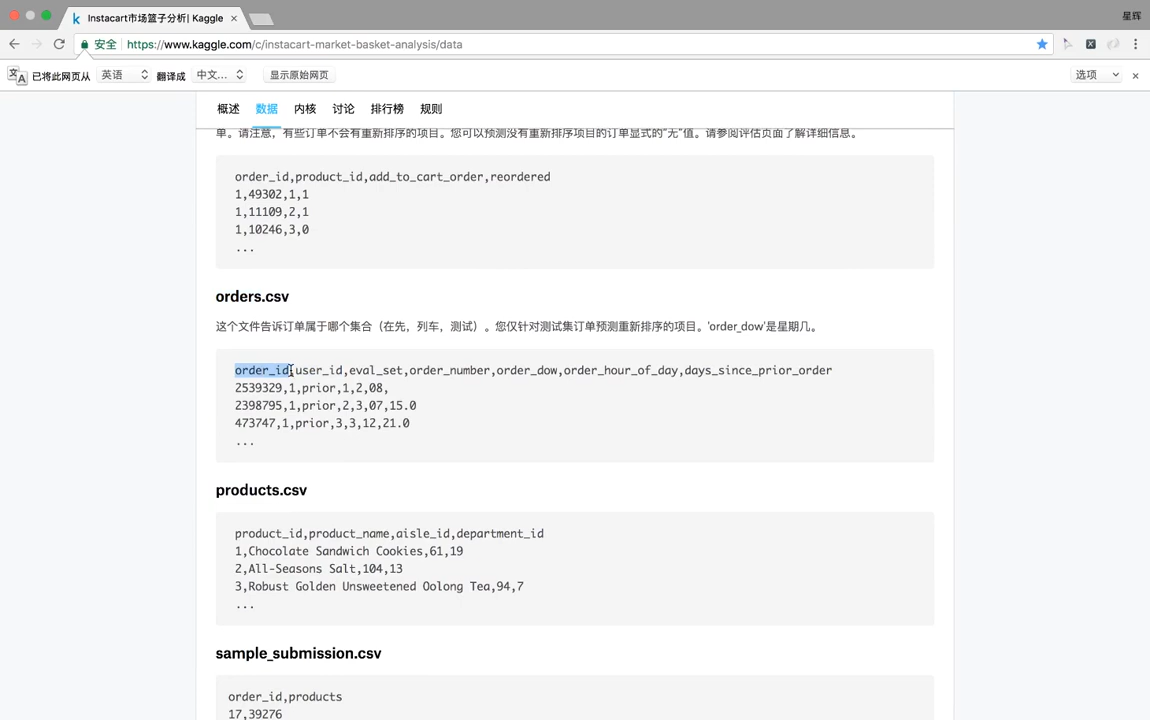 Instacart市场篮子分析| Kaggle
星辉
安全
https://www.kaggle.com/c/instacart-market-basket-analysis/data
已将此网页从 英语 翻译成 中文... 显示原始网页 选项
概述 数据 内核 讨论 排行榜 规则
单。请注意，有些订单不会有重新排序的项目。您可以预测没有重新排序项目的订单显式的"无"值。请参阅评估页面了解详细信息。
order_id,product_id,add_to_cart_order,reordered
1,49302,1,1
1,11109,2,1
1,10246,3,0
...
orders.csv
这个文件告诉订单属于哪个集合（在先，列车，测试）。您仅针对测试集订单预测重新排序的项目。'order_dow'是星期几。
order_id,user_id,eval_set,order_number,order_dow,order_hour_of_day,days_since_prior_order
2539329,1,prior,1,2,08,
2398795,1,prior,2,3,07,15.0
473747,1,prior,3,3,12,21.0
...
products.csv
product_id,product_name,aisle_id,department_id
1,Chocolate Sandwich Cookies,61,19
2,All-Seasons Salt,104,13
3,Robust Golden Unsweetened Oolong Tea,94,7
...
sample_submission.csv
order_id,products
17,39276